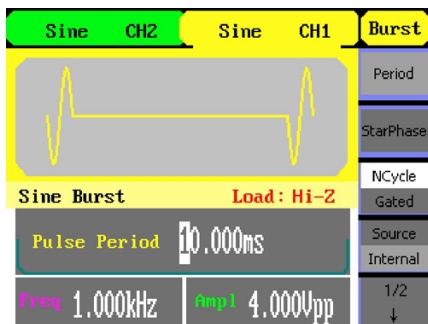 Sine CH2 Sine CH1 Burst
Period
StarPhase
NCycle
Sine Burst Load: Hi-Z
Gated
Pulse Period 10.000ms
Source
Internal
Freq 1.000kHz Ampl 4.000Vpp
1/2
↓